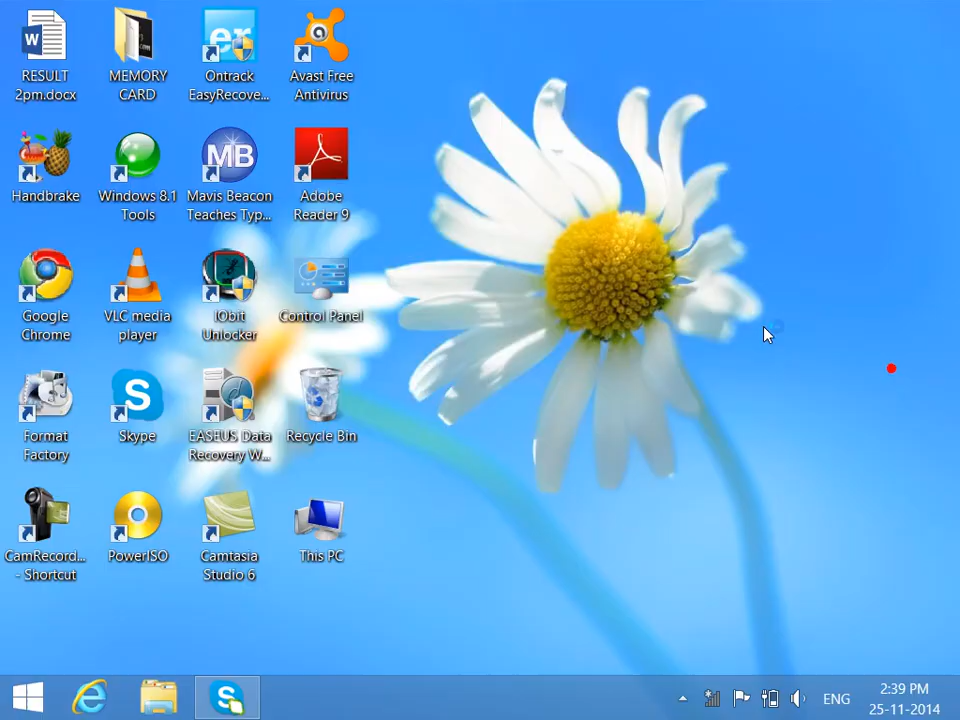 RESULT
2pm.docx
MEMORY
CARD
er
Ontrack
EasyRecove...
a
Avast Free
Antivirus
Handbrake
Windows 8.1
Tools
MB
Mavis Beacon
Teaches Typ...
Adobe
Reader 9
Google
Chrome
VLC media
player
IObit
Unlocker
Control Panel
Format
Factory
S
Skype
EASEUS Data
Recovery W...
Recycle Bin
CamRecord...
- Shortcut
PowerISO
Camtasia
Studio 6
This PC
W
S
ENG
2:39 PM
25-11-2014